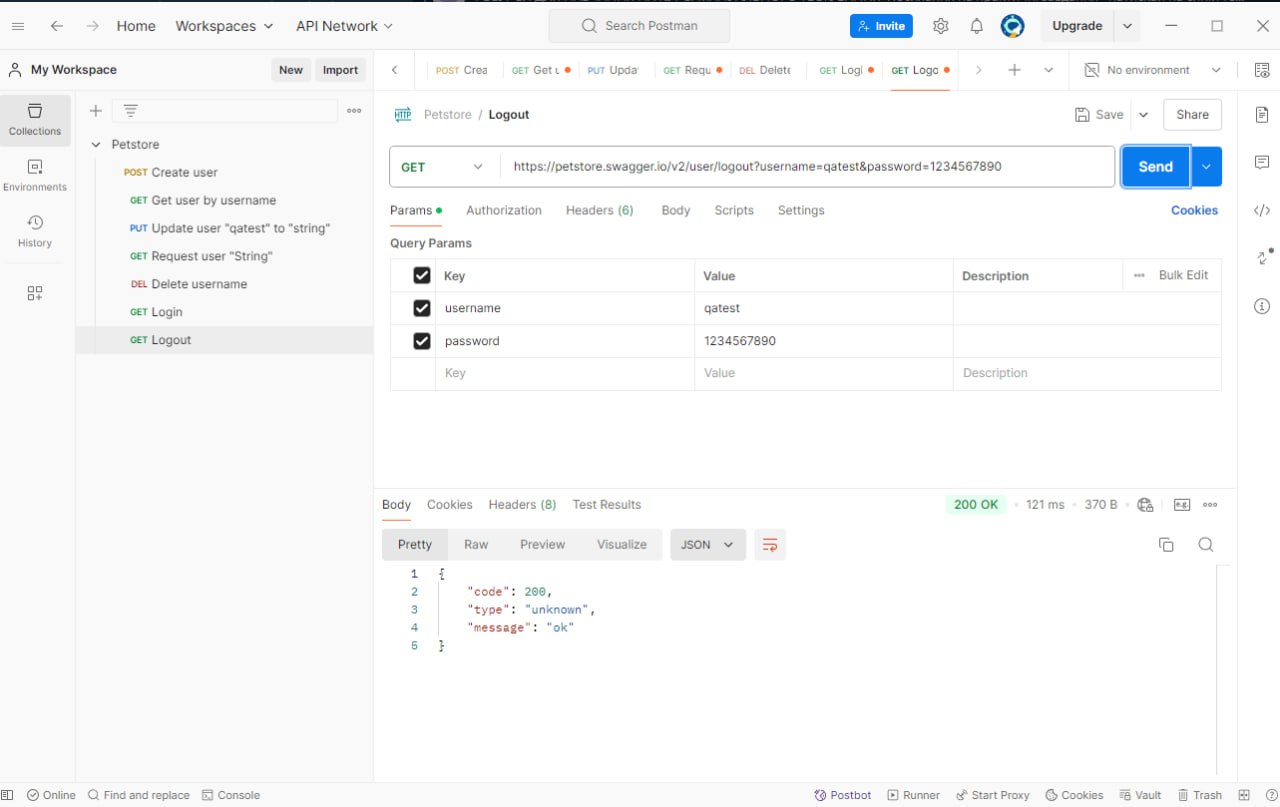 Home Workspaces API Network Search Postman Invite Upgrade
My Workspace New Import POST Crea GET Get u PUT Upda GET Requ DEL Delete GET Logi GET Logo No environment
Collections
Environments
History
Petstore
POST Create user
GET Get user by username
PUT Update user "qatest" to "string"
GET Request user "String"
DEL Delete username
GET Login
GET Logout
HTTP Petstore / Logout Save Share
GET https://petstore.swagger.io/v2/user/logout?username=qatest&password=1234567890 Send
Params Authorization Headers (6) Body Scripts Settings Cookies
Query Params
Key Value Description Bulk Edit
username qatest
password 1234567890
Key Value Description
Body Cookies Headers (8) Test Results 200 OK 121 ms 370 B e.g.
Pretty Raw Preview Visualize JSON
1 {
2 "code": 200,
3 "type": "unknown",
4 "message": "ok"
5 }
Online Find and replace Console Postbot Runner Start Proxy Cookies Vault Trash